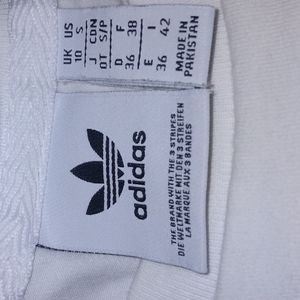 adidas
THE BRAND WITH THE 3 STRIPES
DIE WELTMARKE MIT DEN 3 STREIFEN
LA MARQUE AUX 3 BANDES
UK US J CDN D F E I
10 S OT S/P 36 38 36 42
MADE IN
PAKISTAN